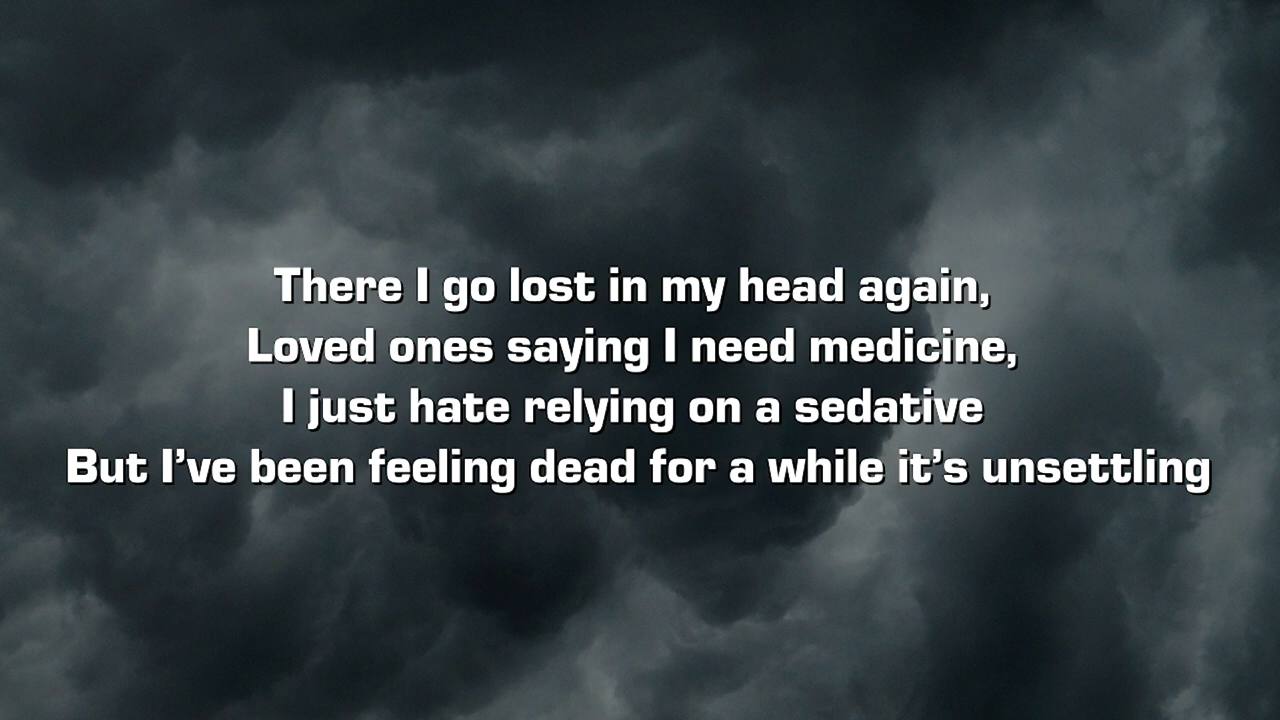 There I go lost in my head again,
Loved ones saying I need medicine,
I just hate relying on a sedative
But I’ve been feeling dead for a while it’s unsettling